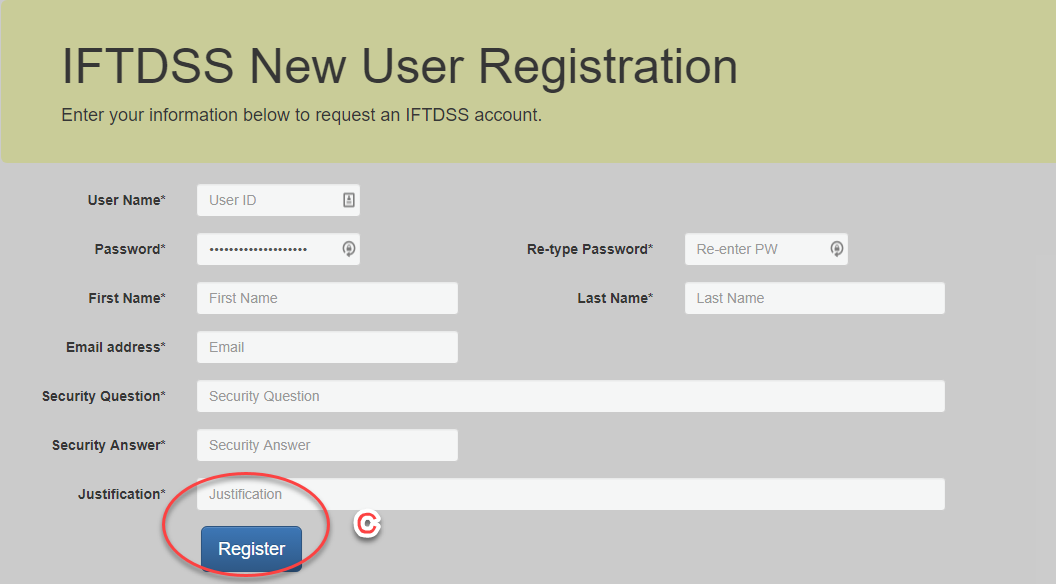 IFTDSS New User Registration
Enter your information below to request an IFTDSS account.
User Name* User ID
Password* •••••••••••••••••••• Re-type Password* Re-enter PW
First Name* First Name Last Name* Last Name
Email address* Email
Security Question* Security Question
Security Answer* Security Answer
Justification* Justification
C
Register